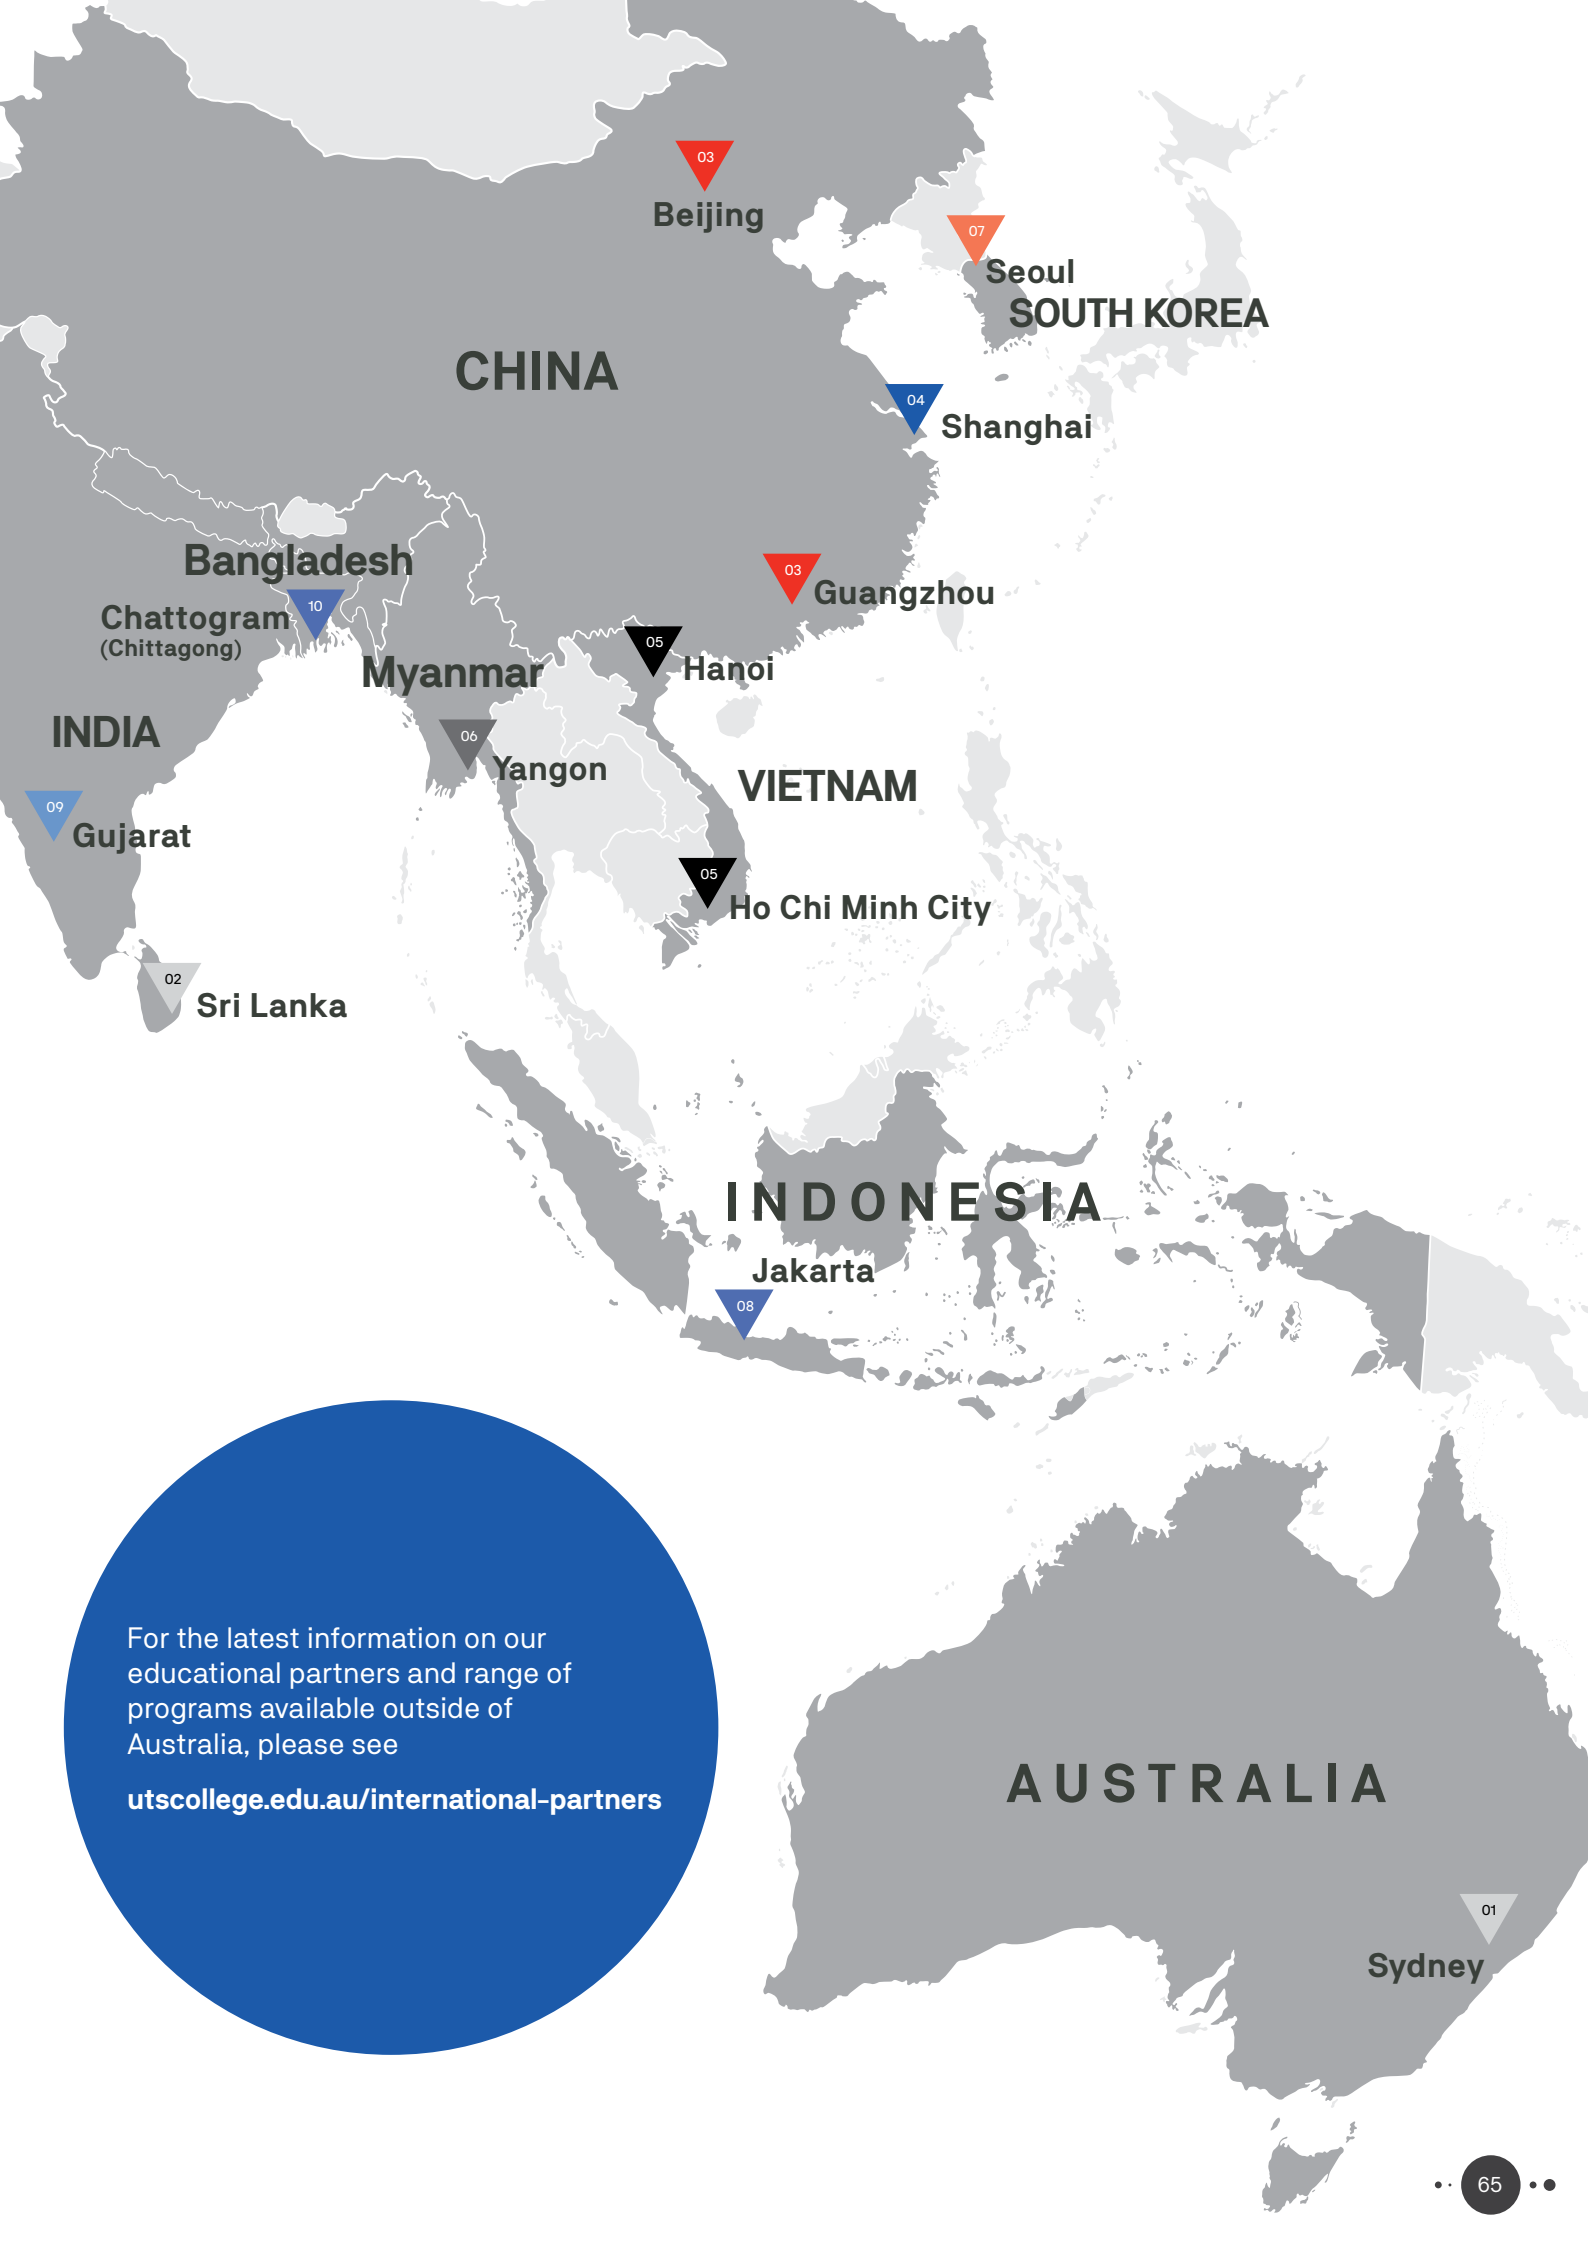 03
Beijing
07
Seoul
SOUTH KOREA
CHINA
04
Shanghai
Bangladesh
03
Guangzhou
10
Chattogram
(Chittagong)
05
Hanoi
Myanmar
INDIA
06
Yangon
VIETNAM
09
Gujarat
05
Ho Chi Minh City
02
Sri Lanka
INDONESIA
Jakarta
08
For the latest information on our
educational partners and range of
programs available outside of
Australia, please see
utscollege.edu.au/international-partners
AUSTRALIA
01
Sydney
65